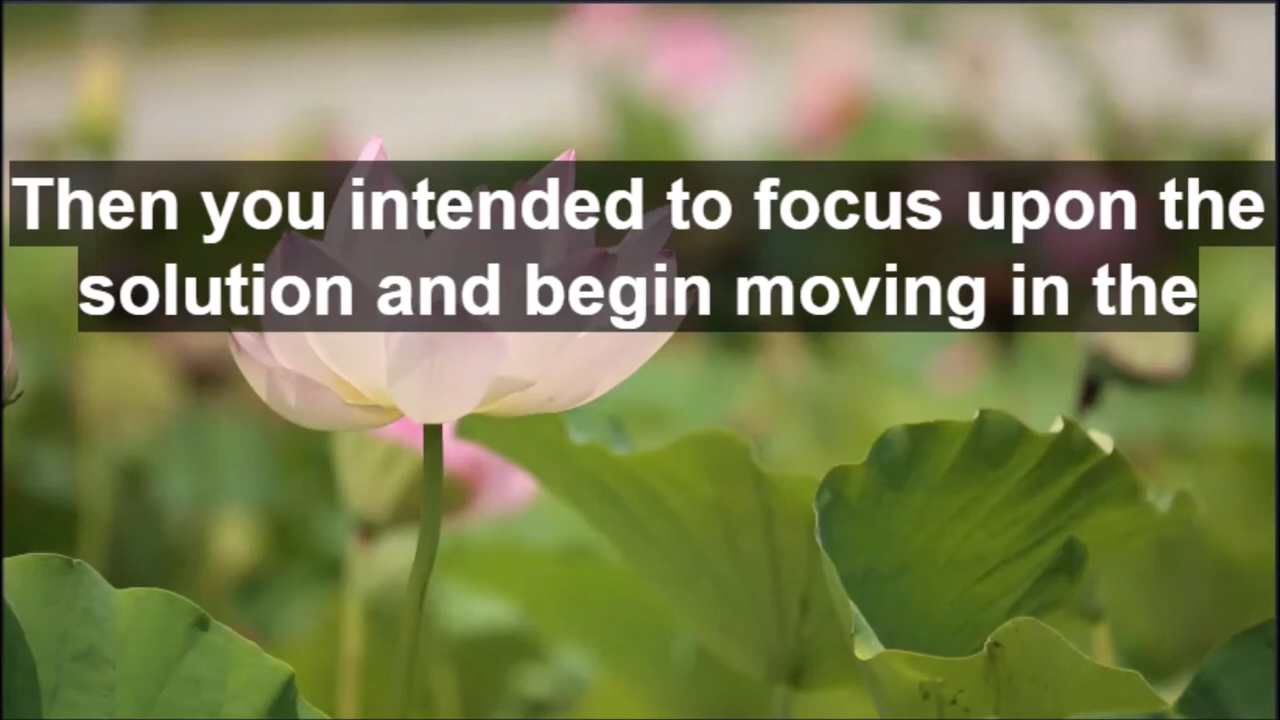 Then you intended to focus upon the
solution and begin moving in the